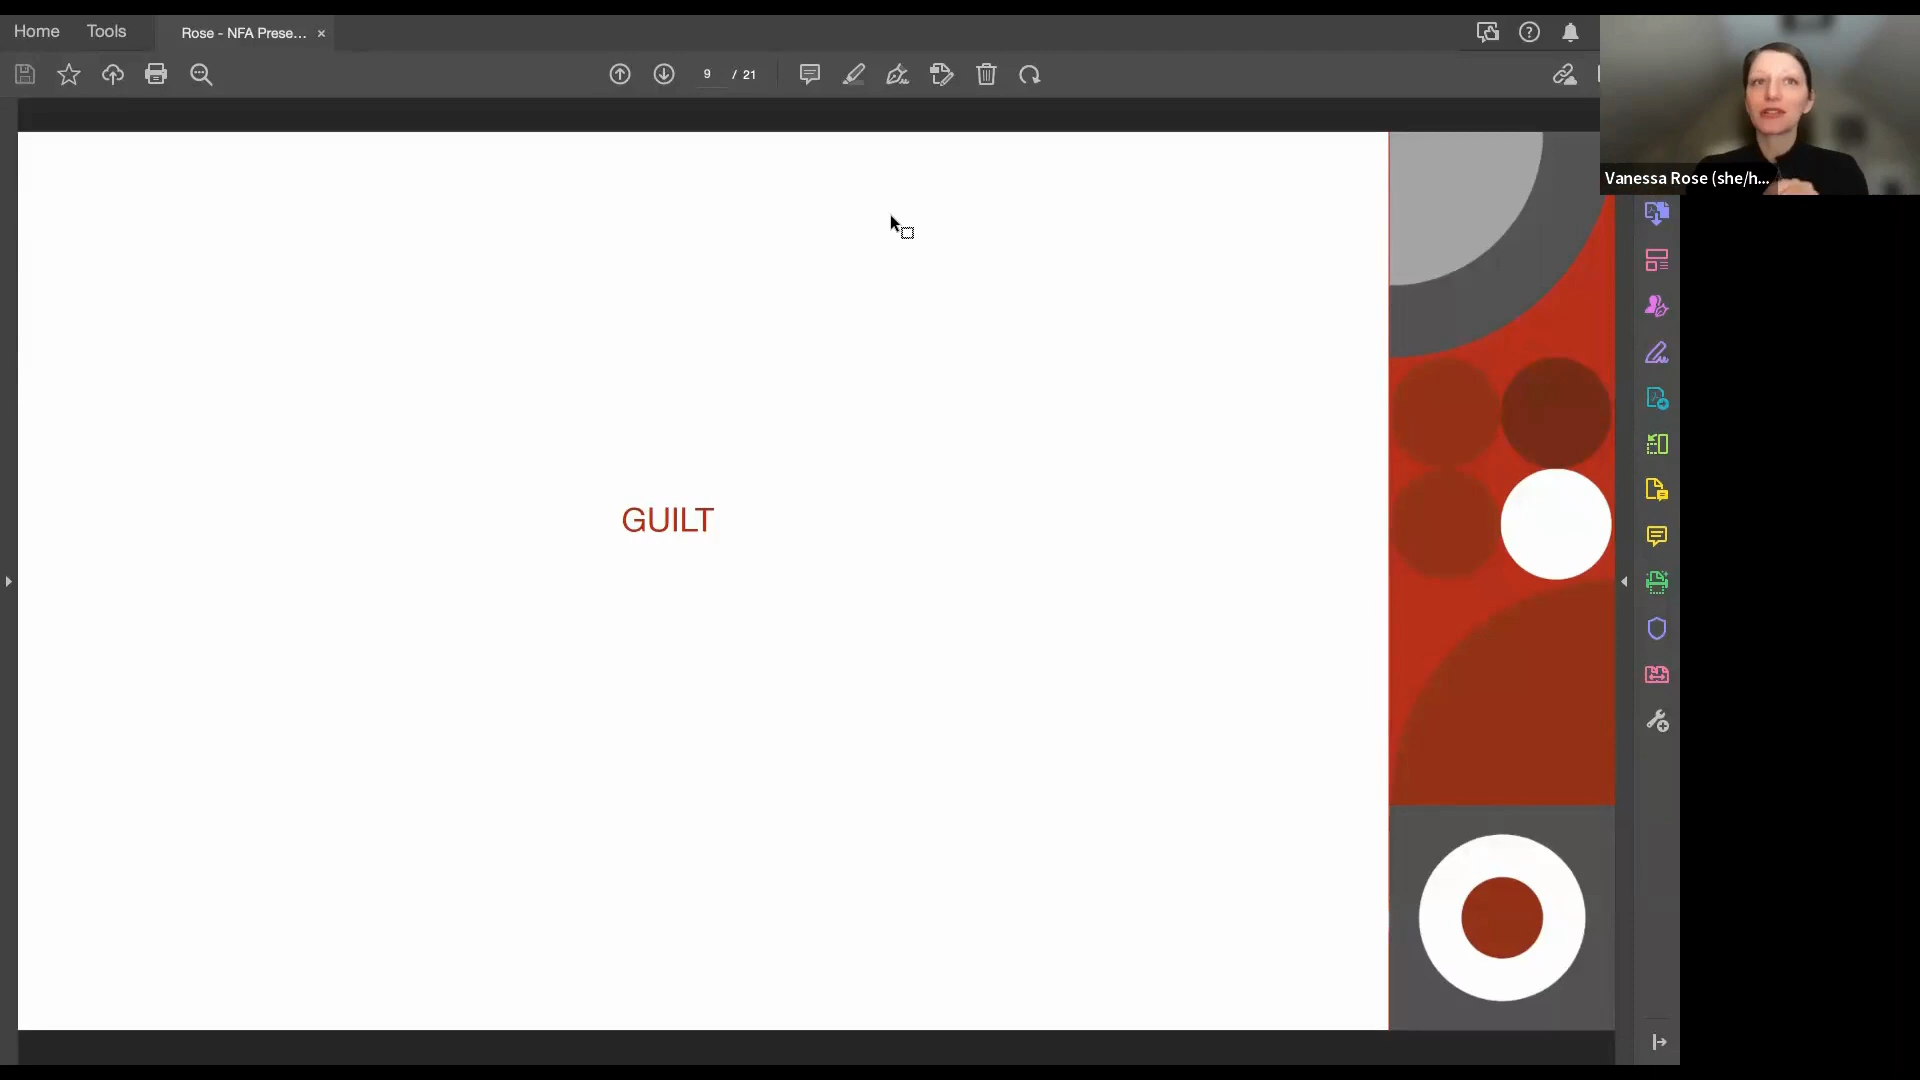 Home
Tools
Rose - NFA Prese...
9 / 21
Vanessa Rose (she/h...
GUILT